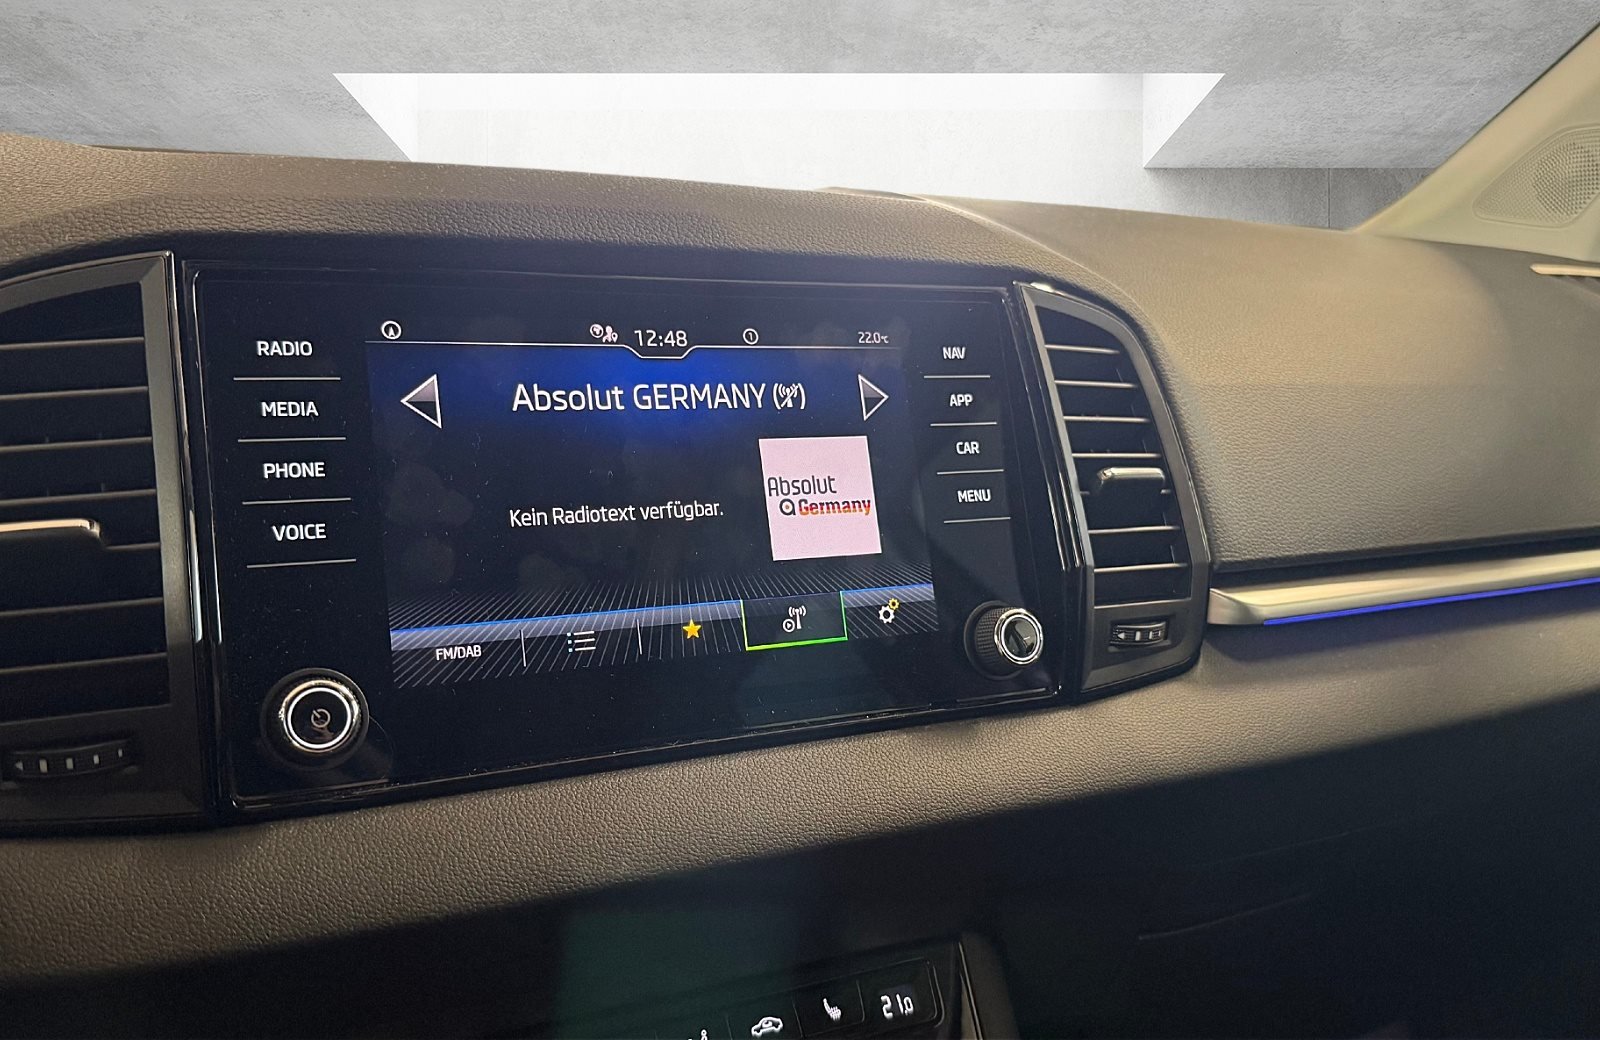 12:48
1
22.0°C
RADIO
MEDIA
PHONE
VOICE
Absolut GERMANY
Kein Radiotext verfügbar.
Absolut
Germany
FM/DAB
NAV
APP
CAR
MENU
21.0